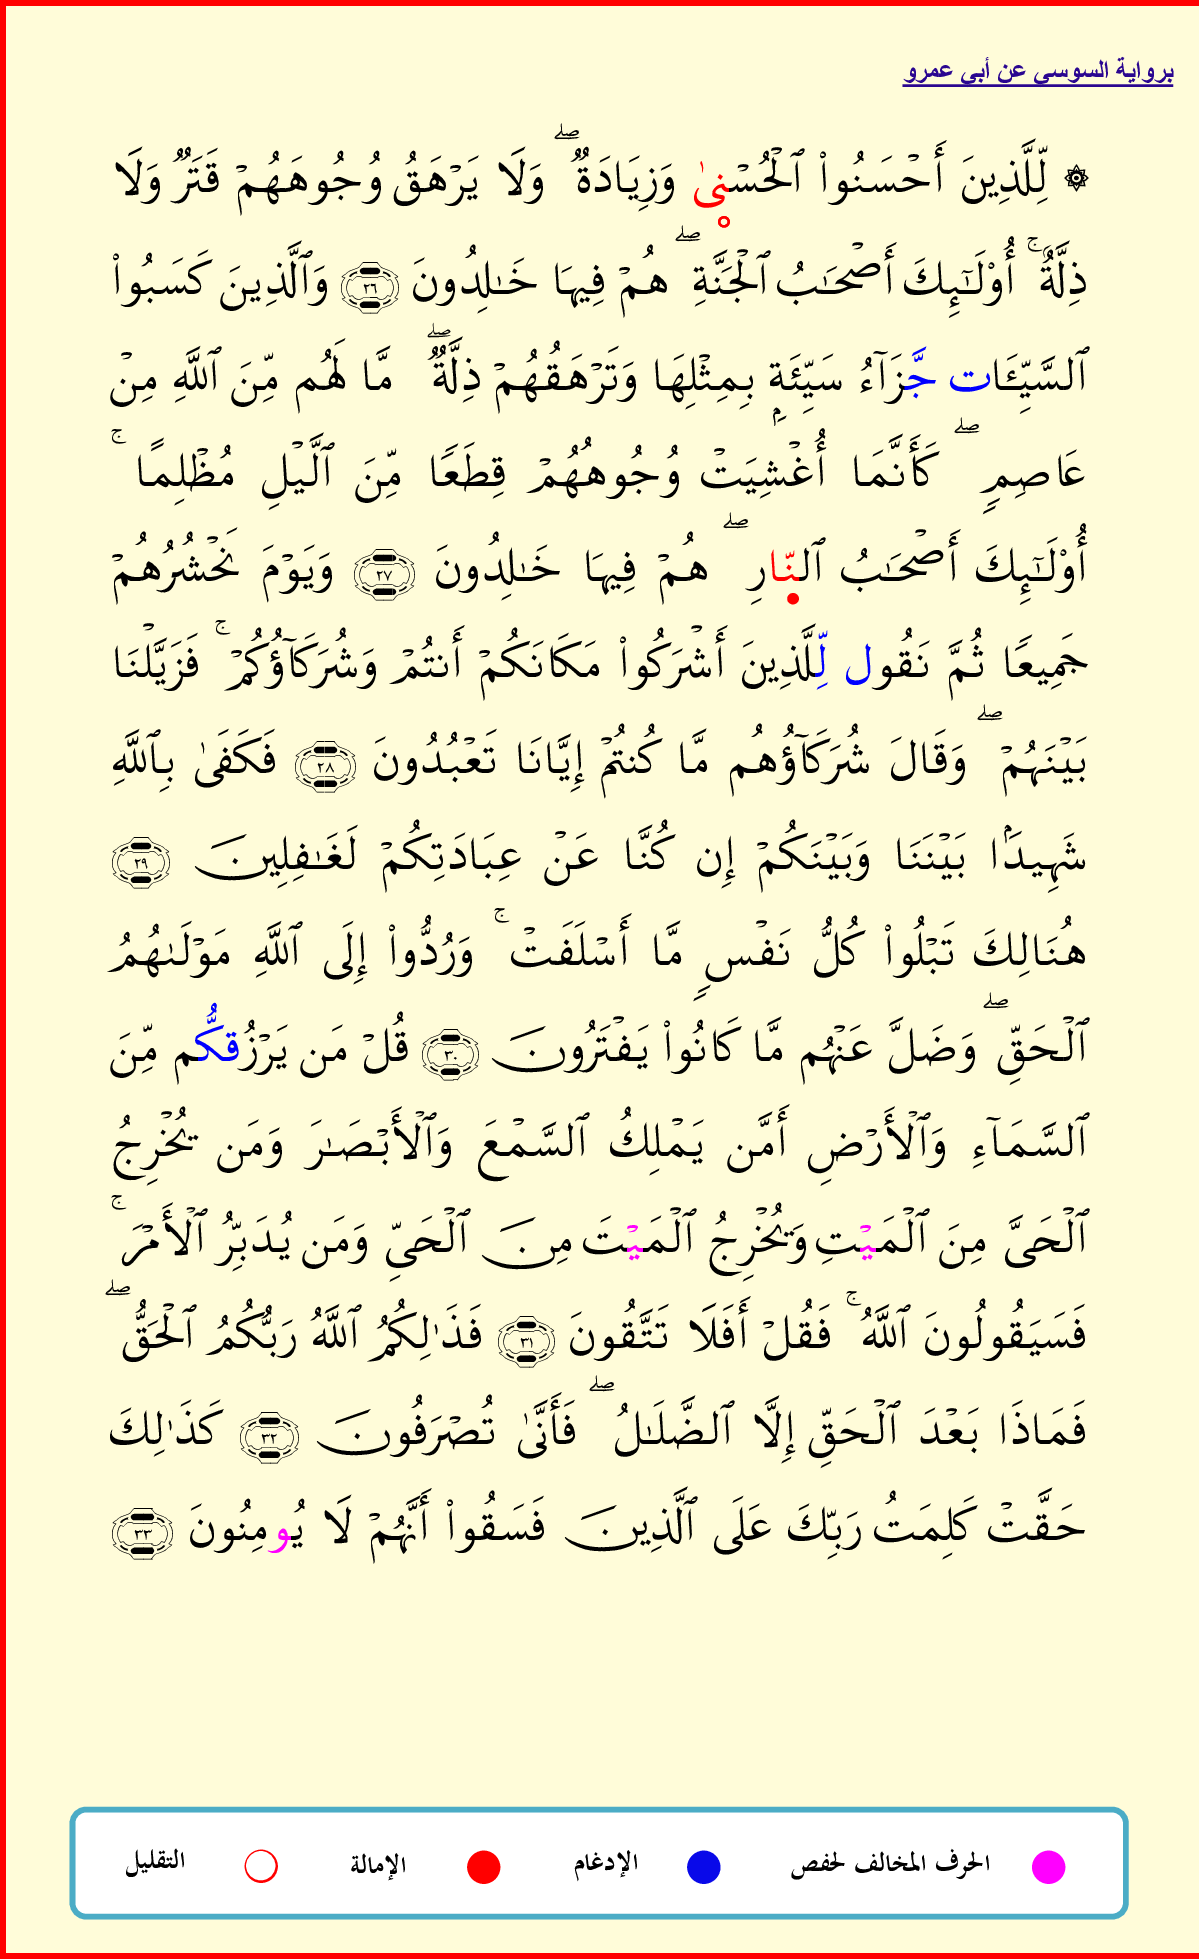 برواية السوسي عن أبي عمرو
۞ لِّلَّذِينَ أَحۡسَنُواْ ٱلۡحُسۡنىٰ وَزِيَادَةٞۖ وَلَا يَرۡهَقُ وُجُوهَهُمۡ قَتَرٞ وَلَا
ذِلَّةٌۚ أُوْلَٰٓئِكَ أَصۡحَٰبُ ٱلۡجَنَّةِۖ هُمۡ فِيهَا خَٰلِدُونَ ٢٦ وَٱلَّذِينَ كَسَبُواْ
ٱلسَّيِّـَٔات جَّزَآءُ سَيِّئَةِۭ بِمِثۡلِهَا وَتَرۡهَقُهُمۡ ذِلَّةٞۖ مَّا لَهُم مِّنَ ٱللَّهِ مِنۡ
عَاصِمٖۖ كَأَنَّمَا أُغۡشِيَتۡ وُجُوهُهُمۡ قِطَعٗا مِّنَ ٱلَّيۡلِ مُظۡلِمًاۚ
أُوْلَٰٓئِكَ أَصۡحَٰبُ ٱلنّارِۖ هُمۡ فِيهَا خَٰلِدُونَ ٢٧ وَيَوۡمَ نَحۡشُرُهُمۡ
جَمِيعٗا ثُمَّ نَقُول لِّلَّذِينَ أَشۡرَكُواْ مَكَانَكُمۡ أَنتُمۡ وَشُرَكَآؤُكُمۡۚ فَزَيَّلۡنَا
بَيۡنَهُمۡۖ وَقَالَ شُرَكَآؤُهُم مَّا كُنتُمۡ إِيَّانَا تَعۡبُدُونَ ٢٨ فَكَفَىٰ بِٱللَّهِ
شَهِيدَۢا بَيۡنَنَا وَبَيۡنَكُمۡ إِن كُنَّا عَنۡ عِبَادَتِكُمۡ لَغَٰفِلِينَ ٢٩
هُنَالِكَ تَبۡلُواْ كُلُّ نَفۡسٖ مَّا أَسۡلَفَتۡۚ وَرُدُّواْ إِلَى ٱللَّهِ مَوۡلَىٰهُمُ
ٱلۡحَقِّۖ وَضَلَّ عَنۡهُم مَّا كَانُواْ يَفۡتَرُونَ ٣٠ قُلۡ مَن يَرۡزُقكُّم مِّنَ
ٱلسَّمَآءِ وَٱلۡأَرۡضِ أَمَّن يَمۡلِكُ ٱلسَّمۡعَ وَٱلۡأَبۡصَٰرَ وَمَن يُخۡرِجُ
ٱلۡحَىَّ مِنَ ٱلۡمَيۡتِ وَيُخۡرِجُ ٱلۡمَيۡتَ مِنَ ٱلۡحَىِّ وَمَن يُدَبِّرُ ٱلۡأَمۡرَۚ
فَسَيَقُولُونَ ٱللَّهُۚ فَقُلۡ أَفَلَا تَتَّقُونَ ٣١ فَذَٰلِكُمُ ٱللَّهُ رَبُّكُمُ ٱلۡحَقُّۖ
فَمَاذَا بَعۡدَ ٱلۡحَقِّ إِلَّا ٱلضَّلَٰلُۖ فَأَنَّىٰ تُصۡرَفُونَ ٣٢ كَذَٰلِكَ
حَقَّتۡ كَلِمَتُ رَبِّكَ عَلَى ٱلَّذِينَ فَسَقُواْ أَنَّهُمۡ لَا يُومِنُونَ ٣٣
الحرف المخالف لحفص الإدغام الإمالة التقليل